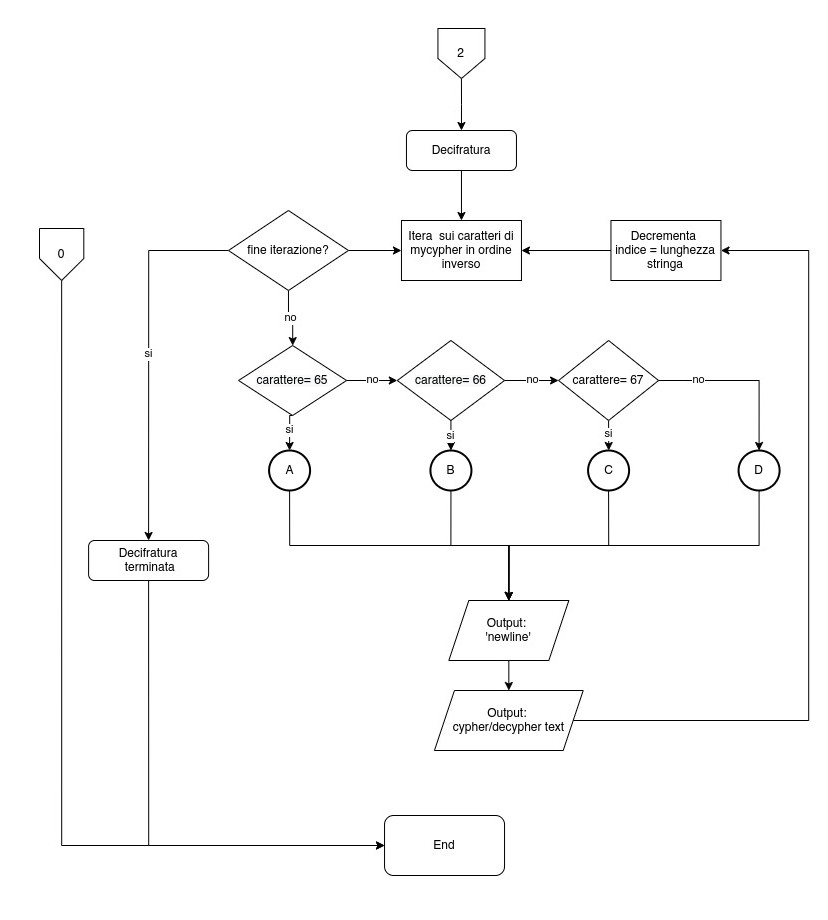 2
Decifratura
0
fine iterazione?
Itera sui caratteri di
mycypher in ordine
inverso
Decrementa
indice = lunghezza
stringa
no
si
carattere= 65
no
carattere= 66
no
carattere= 67
no
si
si
si
A
B
C
D
Decifratura
terminata
Output:
'newline'
Output:
cypher/decypher text
End